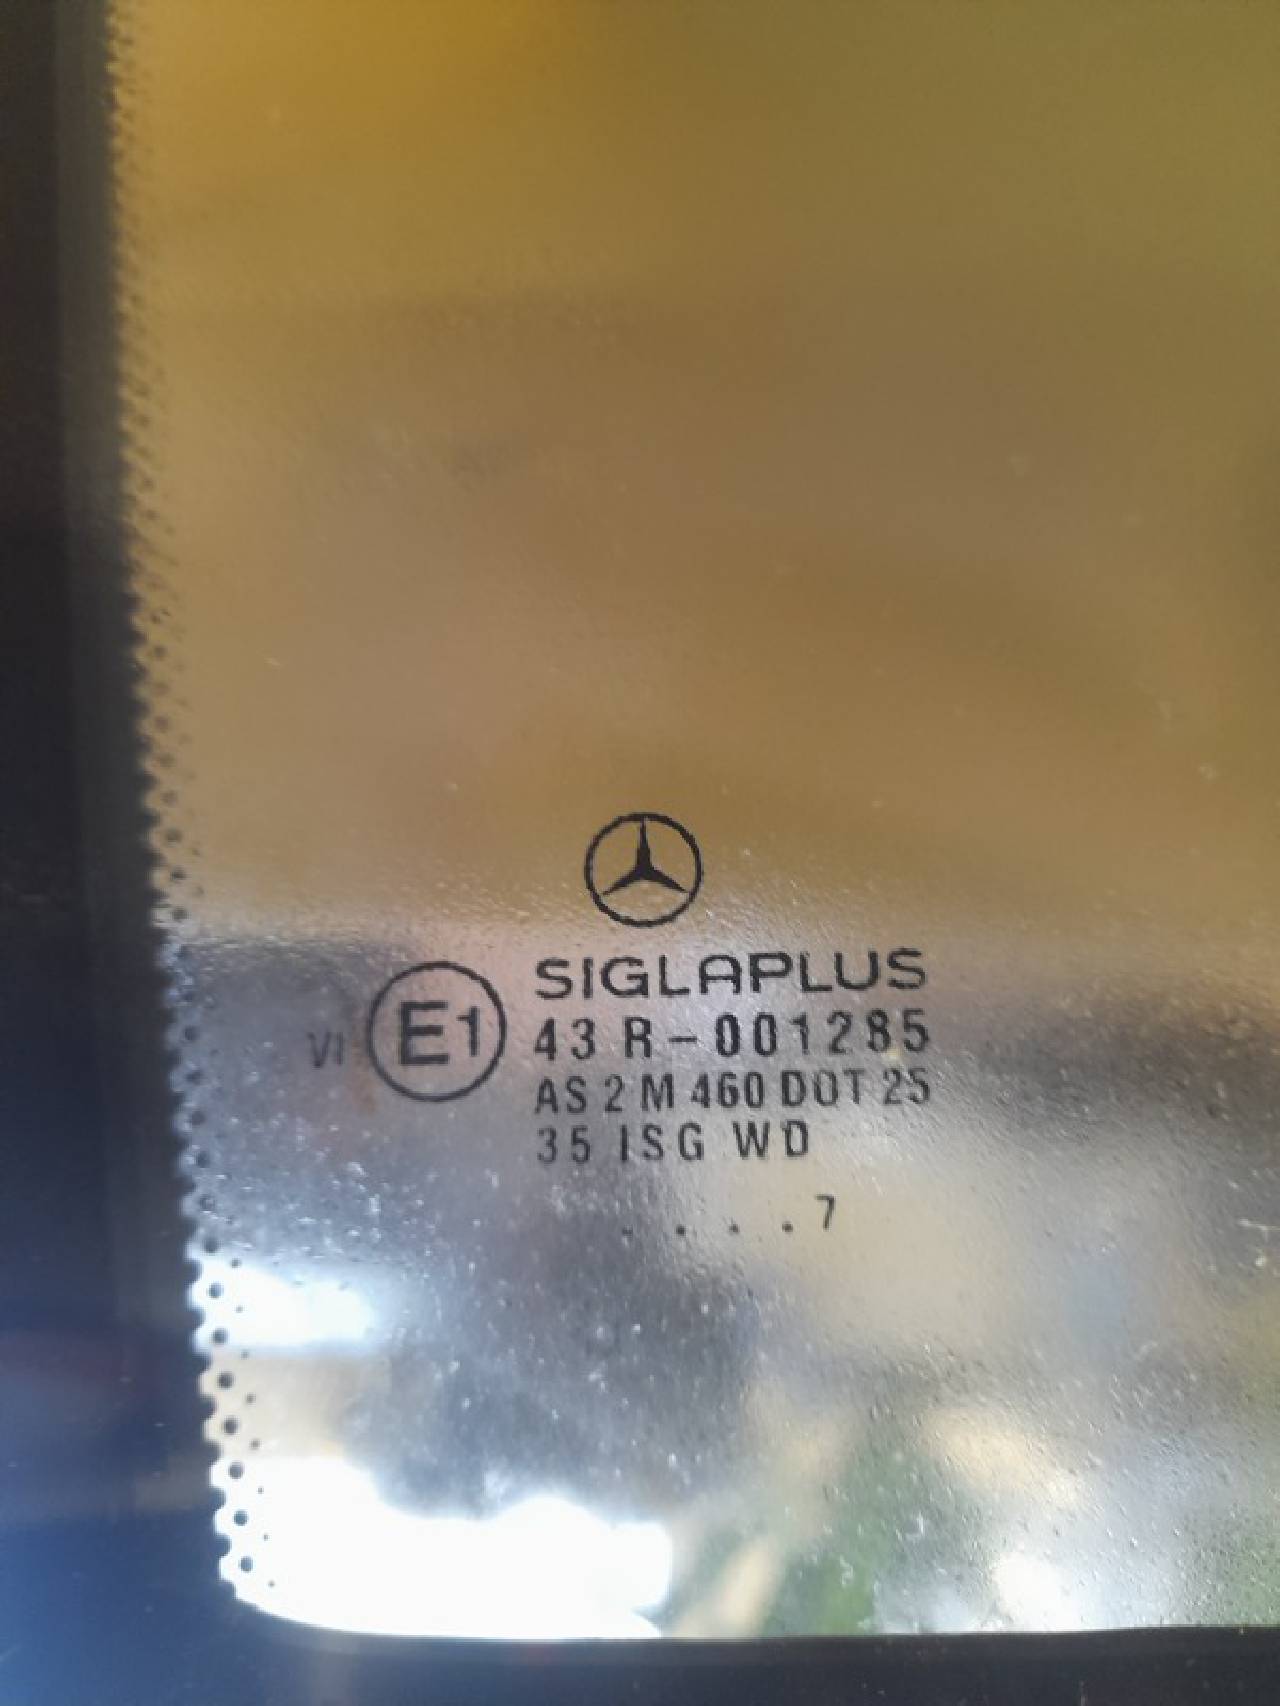 SIGLAPLUS
VI E1 43 R-001285
AS 2 M 460 DOT 25
35 ISG WD
. . . . 7